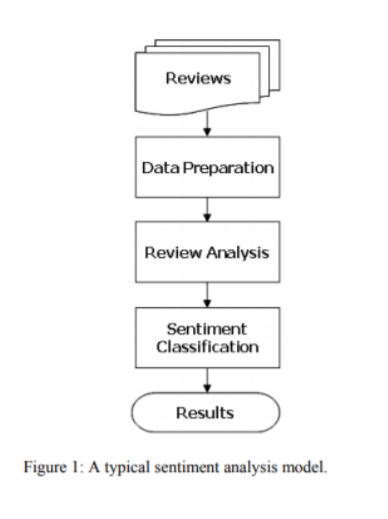 Reviews
Data Preparation
Review Analysis
Sentiment
Classification
Results
Figure 1: A typical sentiment analysis model.